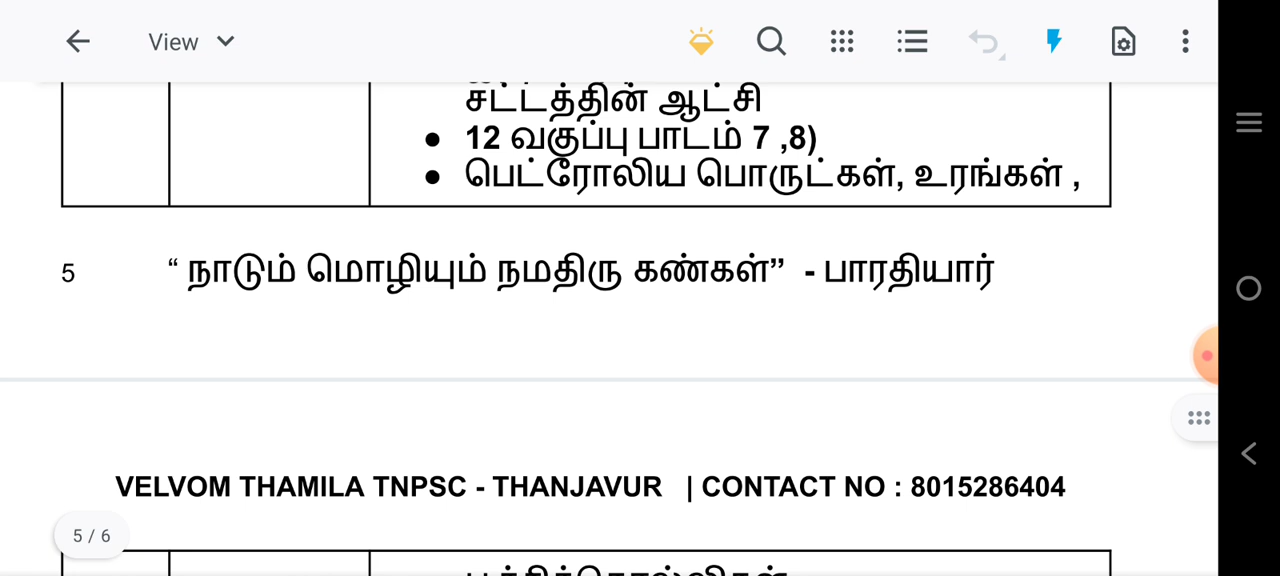 View
சட்டத்தின் ஆட்சி
● 12 வகுப்பு பாடம் 7 ,8)
● பெட்ரோலிய பொருட்கள், உரங்கள் ,
5 “ நாடும் மொழியும் நமதிரு கண்கள்” - பாரதியார்
VELVOM THAMILA TNPSC - THANJAVUR | CONTACT NO : 8015286404
5 / 6